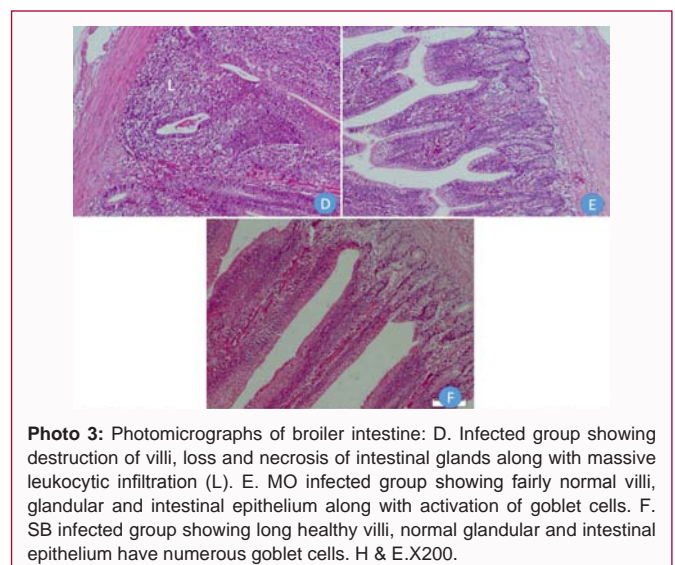 L
D
E
F
Photo 3: Photomicrographs of broiler intestine: D. Infected group showing
destruction of villi, loss and necrosis of intestinal glands along with massive
leukocytic infiltration (L). E. MO infected group showing fairly normal villi,
glandular and intestinal epithelium along with activation of goblet cells. F.
SB infected group showing long healthy villi, normal glandular and intestinal
epithelium have numerous goblet cells. H & E.X200.